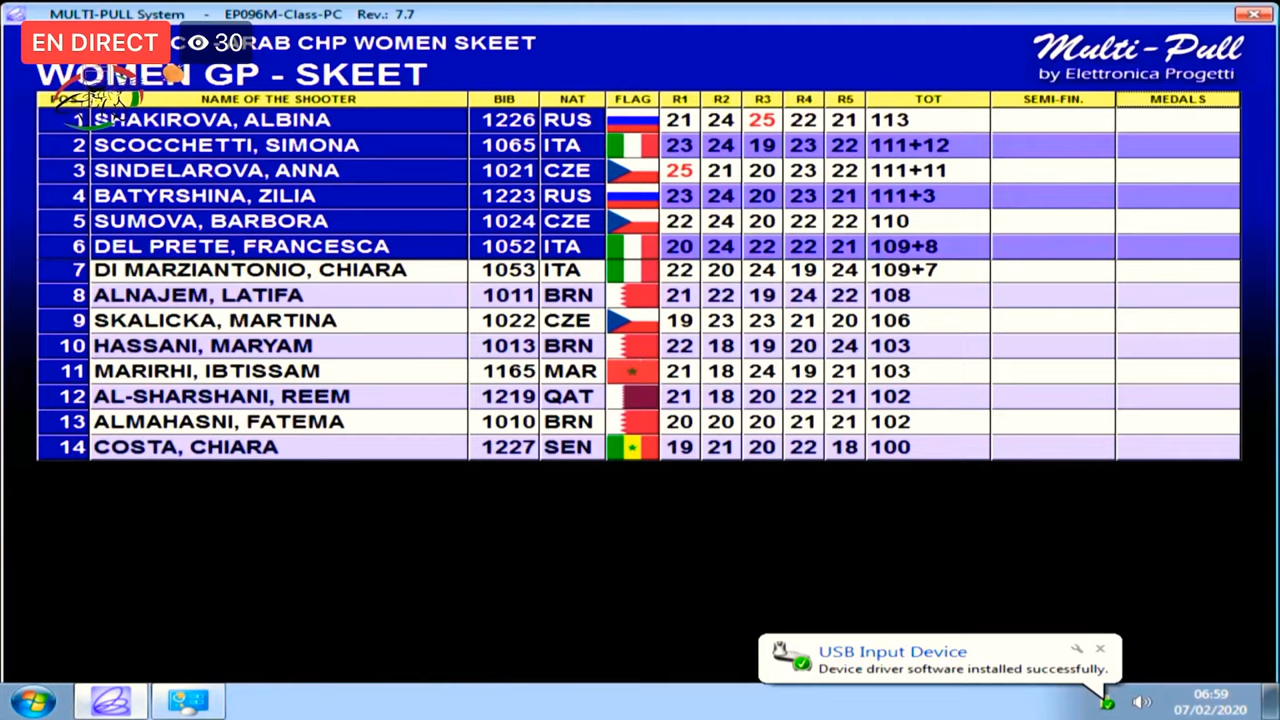 MULTI-PULL System - EP096M-Class-PC Rev.: 7.7
EN DIRECT 30
ARAB CHP WOMEN SKEET
WOMEN GP - SKEET
Multi-Pull
by Elettronica Progetti
NAME OF THE SHOOTER BIB NAT FLAG R1 R2 R3 R4 R5 TOT SEMI-FIN. MEDALS
1 SHAKIROVA, ALBINA 1226 RUS 21 24 25 22 21 113
2 SCOCCHETTI, SIMONA 1065 ITA 23 24 19 23 22 111+12
3 SINDELAROVA, ANNA 1021 CZE 25 21 20 23 22 111+11
4 BATYRSHINA, ZILIA 1223 RUS 23 24 20 23 21 111+3
5 SUMOVA, BARBORA 1024 CZE 22 24 20 22 22 110
6 DEL PRETE, FRANCESCA 1052 ITA 20 24 22 22 21 109+8
7 DI MARZIANTONIO, CHIARA 1053 ITA 22 20 24 19 24 109+7
8 ALNAJEM, LATIFA 1011 BRN 21 22 19 24 22 108
9 SKALICKA, MARTINA 1022 CZE 19 23 23 21 20 106
10 HASSANI, MARYAM 1013 BRN 22 18 19 20 24 103
11 MARIRHI, IBTISSAM 1165 MAR 21 18 24 19 21 103
12 AL-SHARSHANI, REEM 1219 QAT 21 18 20 22 21 102
13 ALMAHASNI, FATEMA 1010 BRN 20 20 20 21 21 102
14 COSTA, CHIARA 1227 SEN 19 21 20 22 18 100
USB Input Device
Device driver software installed successfully.
06:59
07/02/2020